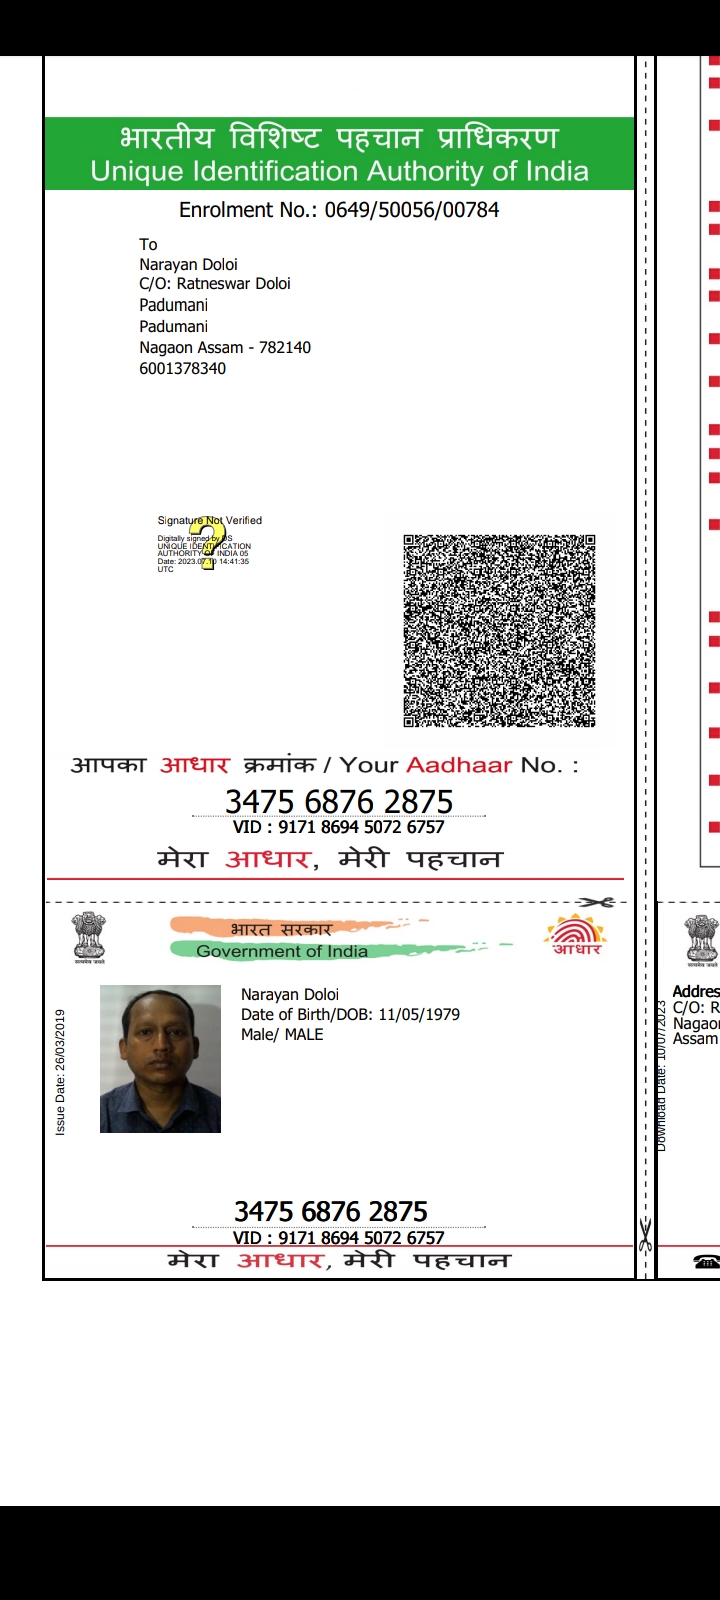 भारतीय विशिष्ट पहचान प्राधिकरण
Unique Identification Authority of India
Enrolment No.: 0649/50056/00784
To
Narayan Doloi
C/O: Ratneswar Doloi
Padumani
Padumani
Nagaon Assam - 782140
6001378340
Signature Not Verified
Digitally signed by DS
UNIQUE IDENTIFICATION
AUTHORITY OF INDIA 05
Date: 2023.07.10 14:41:35
UTC
आपका आधार क्रमांक / Your Aadhaar No. :
3475 6876 2875
VID : 9171 8694 5072 6757
मेरा आधार, मेरी पहचान
सत्यमेव जयते
भारत सरकार
Government of India
आधार
Issue Date: 26/03/2019
Narayan Doloi
Date of Birth/DOB: 11/05/1979
Male/ MALE
3475 6876 2875
VID : 9171 8694 5072 6757
मेरा आधार, मेरी पहचान
सत्यमेव जयते
Download Date: 10/07/2023
Addres
C/O: R
Nagaon
Assam